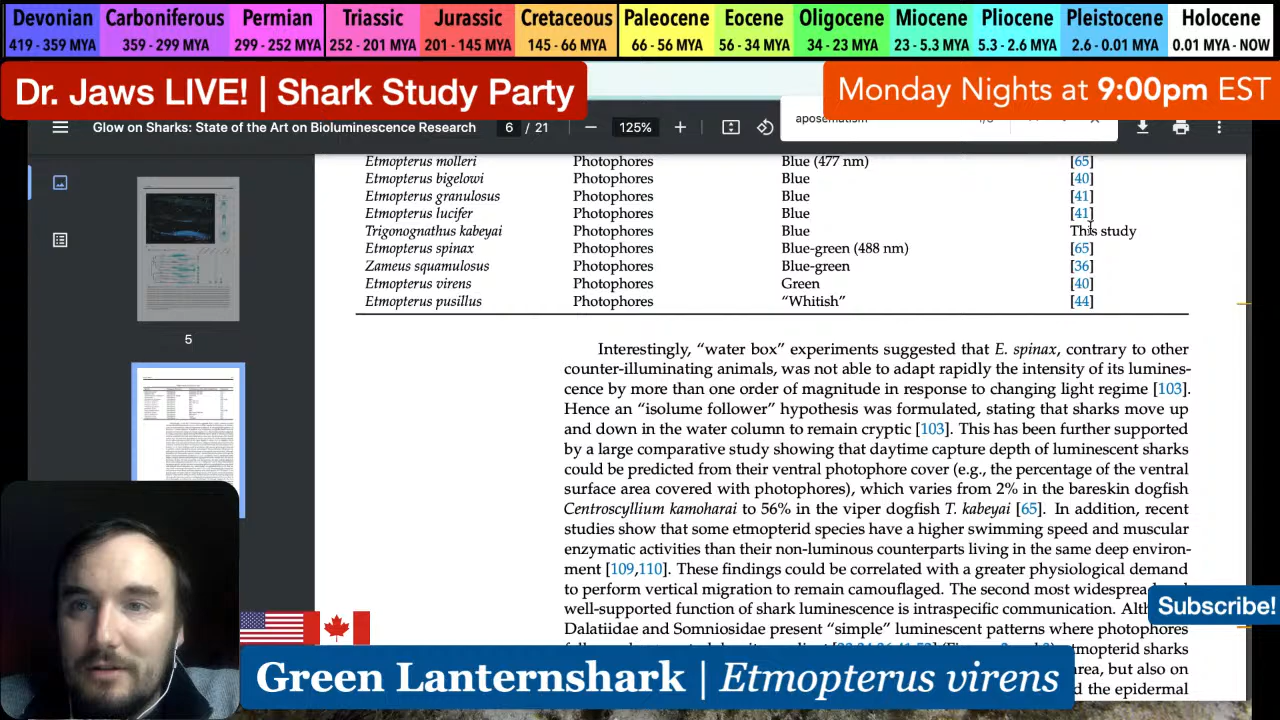 Devonian Carboniferous Permian Triassic Jurassic Cretaceous Paleocene Eocene Oligocene Miocene Pliocene Pleistocene Holocene
419 - 359 MYA 359 - 299 MYA 299 - 252 MYA 252 - 201 MYA 201 - 145 MYA 145 - 66 MYA 66 - 56 MYA 56 - 34 MYA 34 - 23 MYA 23 - 5.3 MYA 5.3 - 2.6 MYA 2.6 - 0.01 MYA 0.01 MYA - NOW
Dr. Jaws LIVE! | Shark Study Party
Monday Nights at 9:00pm EST
Glow on Sharks: State of the Art on Bioluminescence Research 6 / 21 125% aposematism
Etmopterus molleri Photophores Blue (477 nm) [65]
Etmopterus bigelowi Photophores Blue [40]
Etmopterus granulosus Photophores Blue [41]
Etmopterus lucifer Photophores Blue [41]
Trigonognathus kabeyai Photophores Blue This study
Etmopterus spinax Photophores Blue-green (488 nm) [65]
Zameus squamulosus Photophores Blue-green [36]
Etmopterus virens Photophores Green [40]
Etmopterus pusillus Photophores “Whitish” [44]
5
Interestingly, “water box” experiments suggested that E. spinax, contrary to other
counter-illuminating animals, was not able to adapt rapidly the intensity of its lumines-
cence by more than one order of magnitude in response to changing light regime [103].
Hence an “isolume follower” hypothesis was formulated, stating that sharks move up
and down in the water column to remain cryptic [103]. This has been further supported
by a large comparative study showing that daytime capture depth of luminescent sharks
could be predicted from their ventral photophore cover (e.g., the percentage of the ventral
surface area covered with photophores), which varies from 2% in the bareskin dogfish
Centroscyllium kamoharai to 56% in the viper dogfish T. kabeyai [65]. In addition, recent
studies show that some etmopterid species have a higher swimming speed and muscular
enzymatic activities than their non-luminous counterparts living in the same deep environ-
ment [109,110]. These findings could be correlated with a greater physiological demand
to perform vertical migration to remain camouflaged. The second most widespread
well-supported function of shark luminescence is intraspecific communication.
Dalatiidae and Somniosidae present “simple” luminescent patterns where photophores
etmopterid sharks
area, but also on
the epidermal
Subscribe!
Green Lanternshark | Etmopterus virens